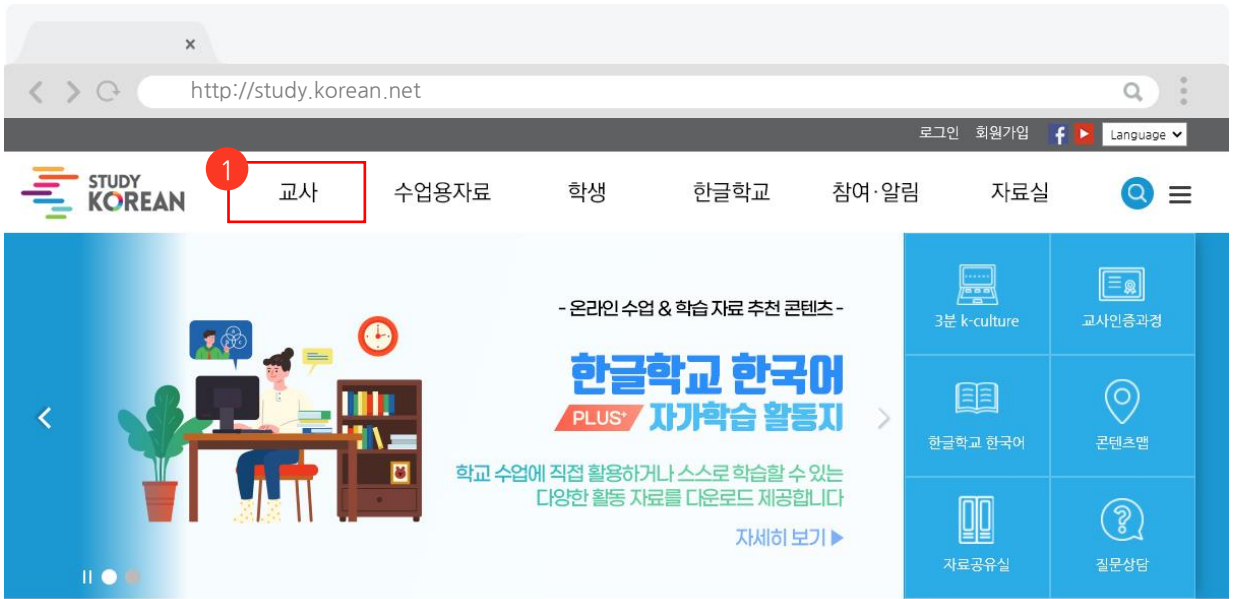 ×
http://study.korean.net
로그인 회원가입 f Language
1
STUDY
KOREAN
교사 수업용자료 학생 한글학교 참여·알림 자료실
- 온라인 수업 & 학습 자료 추천 콘텐츠 -
한글학교 한국어
PLUS+ 자가학습 활동지
학교 수업에 직접 활용하거나 스스로 학습할 수 있는
다양한 활동 자료를 다운로드 제공합니다
자세히 보기 ▶
3분 k-culture
교사인증과정
한글학교 한국어
콘텐츠맵
자료공유실
질문상담